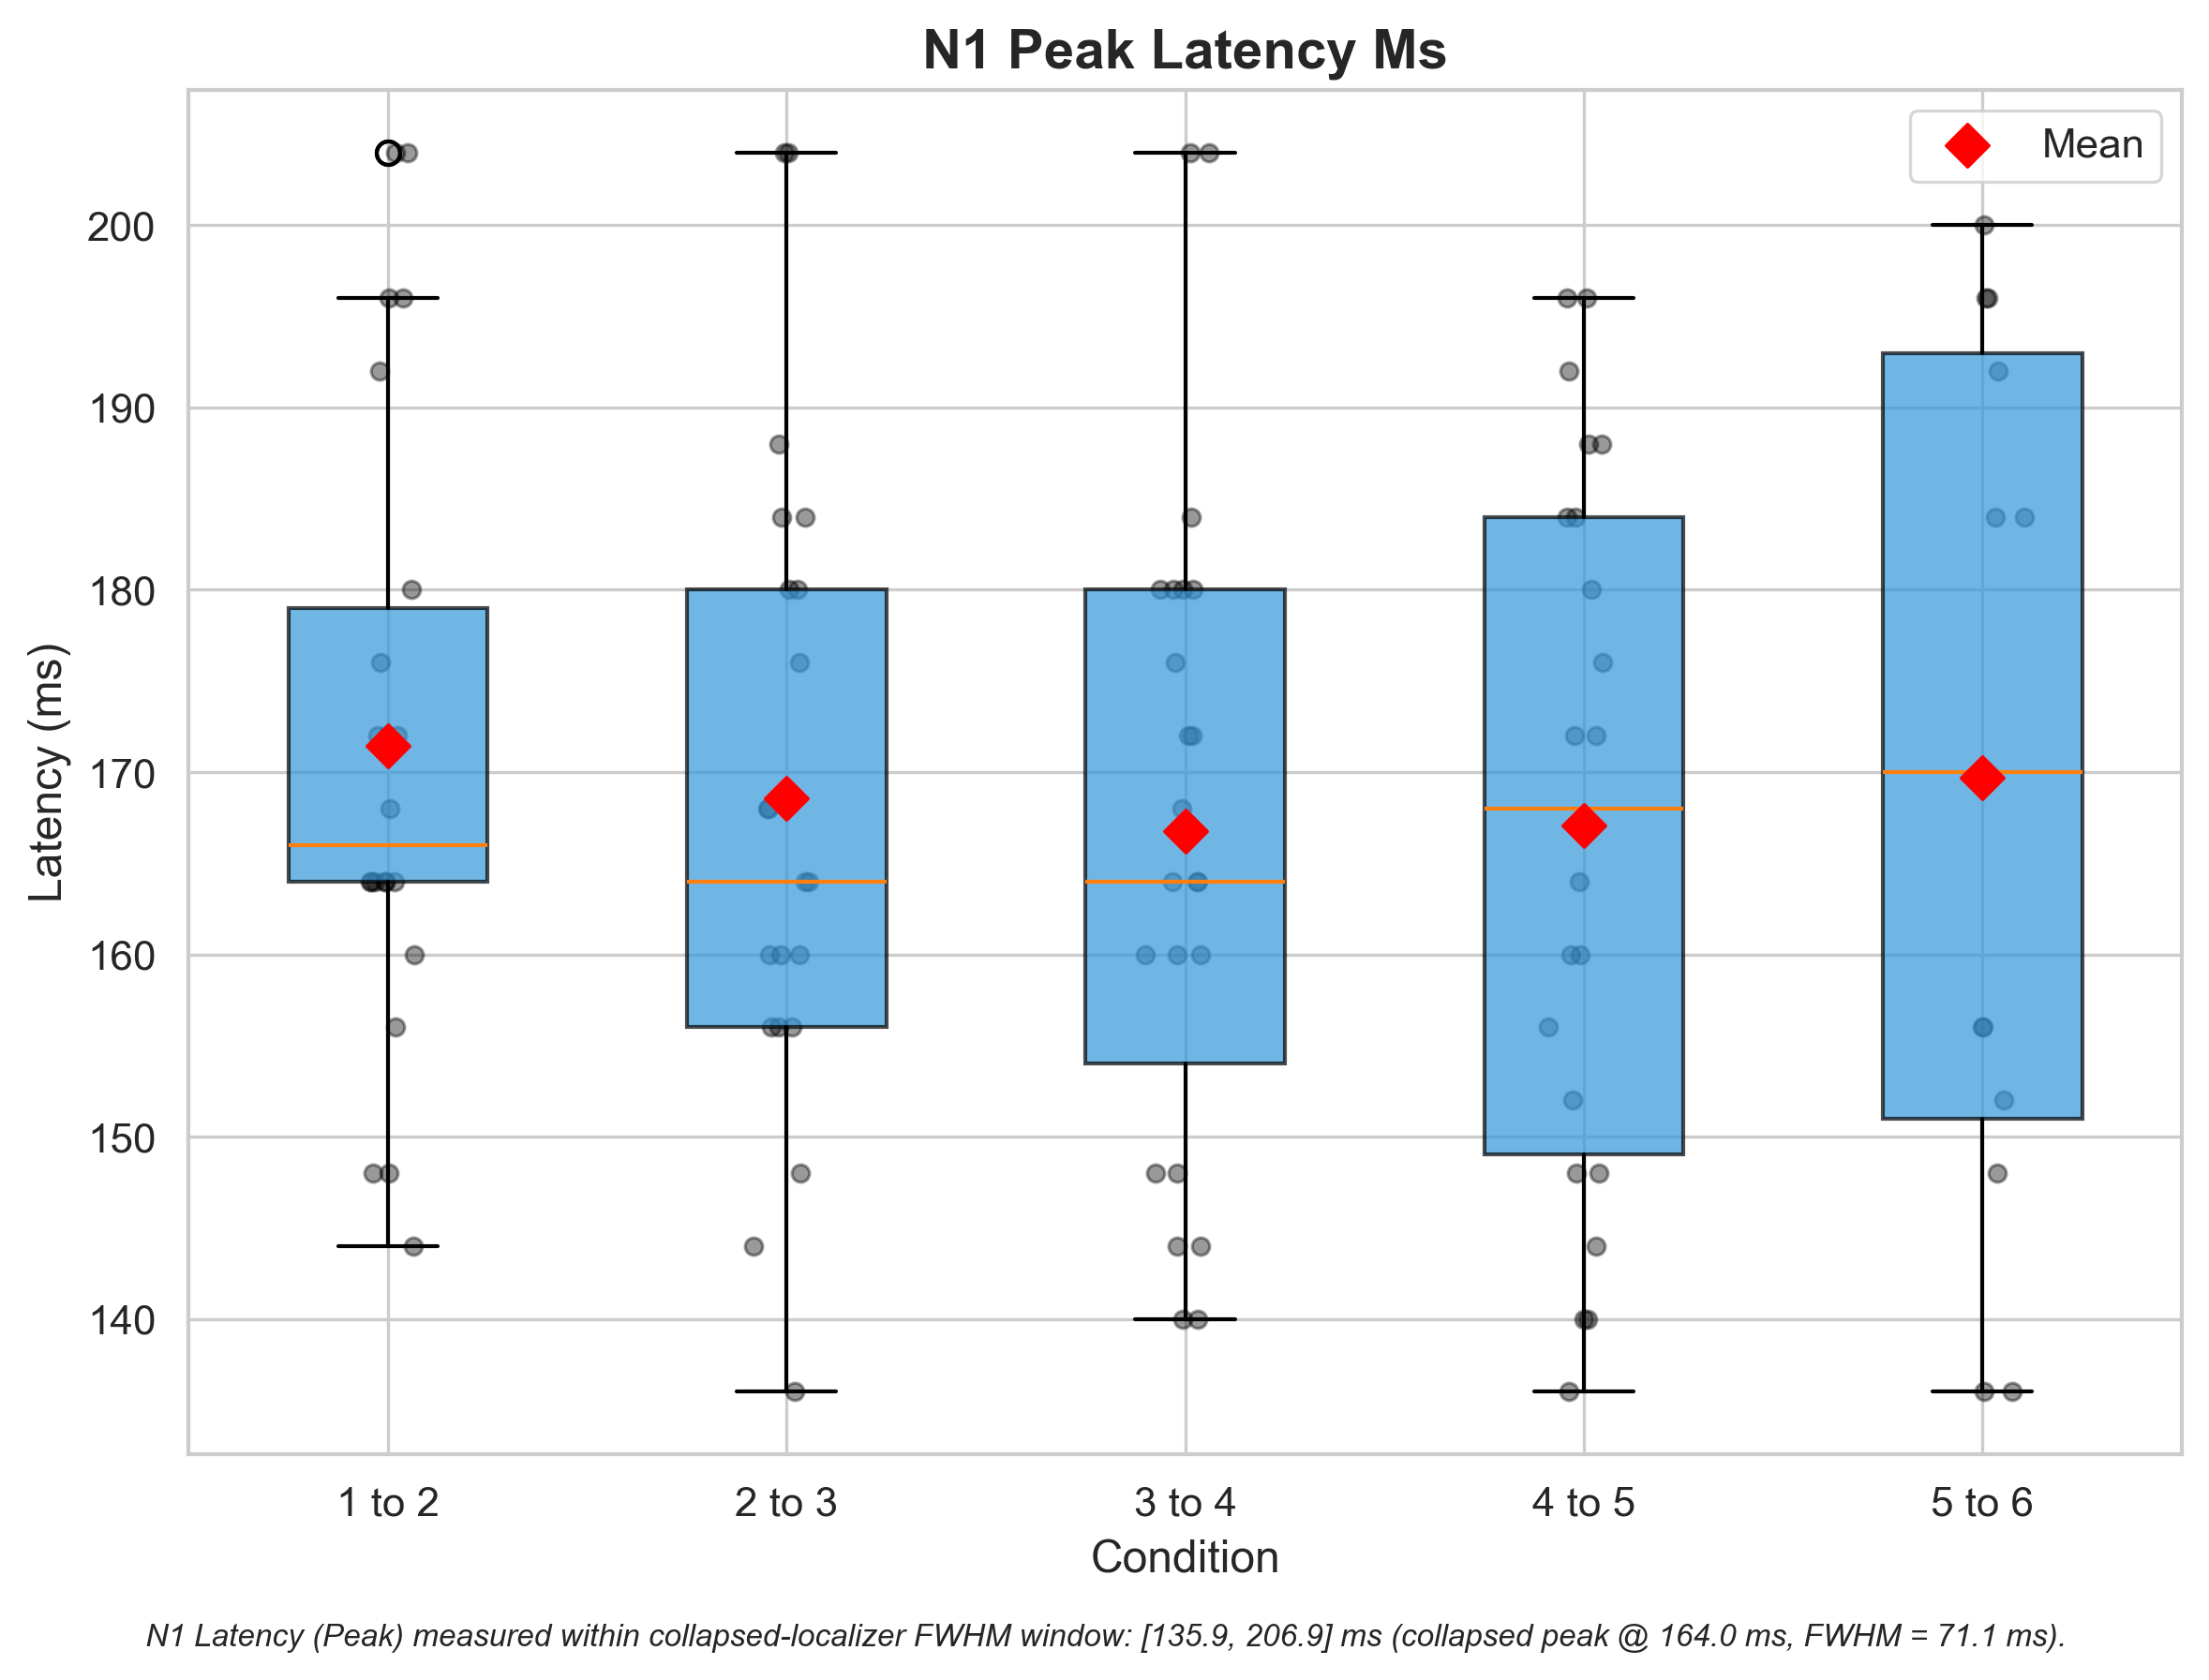 N1 Peak Latency Ms
Mean
200
190
180
170
160
150
140
Latency (ms)
1 to 2
2 to 3
3 to 4
4 to 5
5 to 6
Condition
N1 Latency (Peak) measured within collapsed-localizer FWHM window: [135.9, 206.9] ms (collapsed peak @ 164.0 ms, FWHM = 71.1 ms).